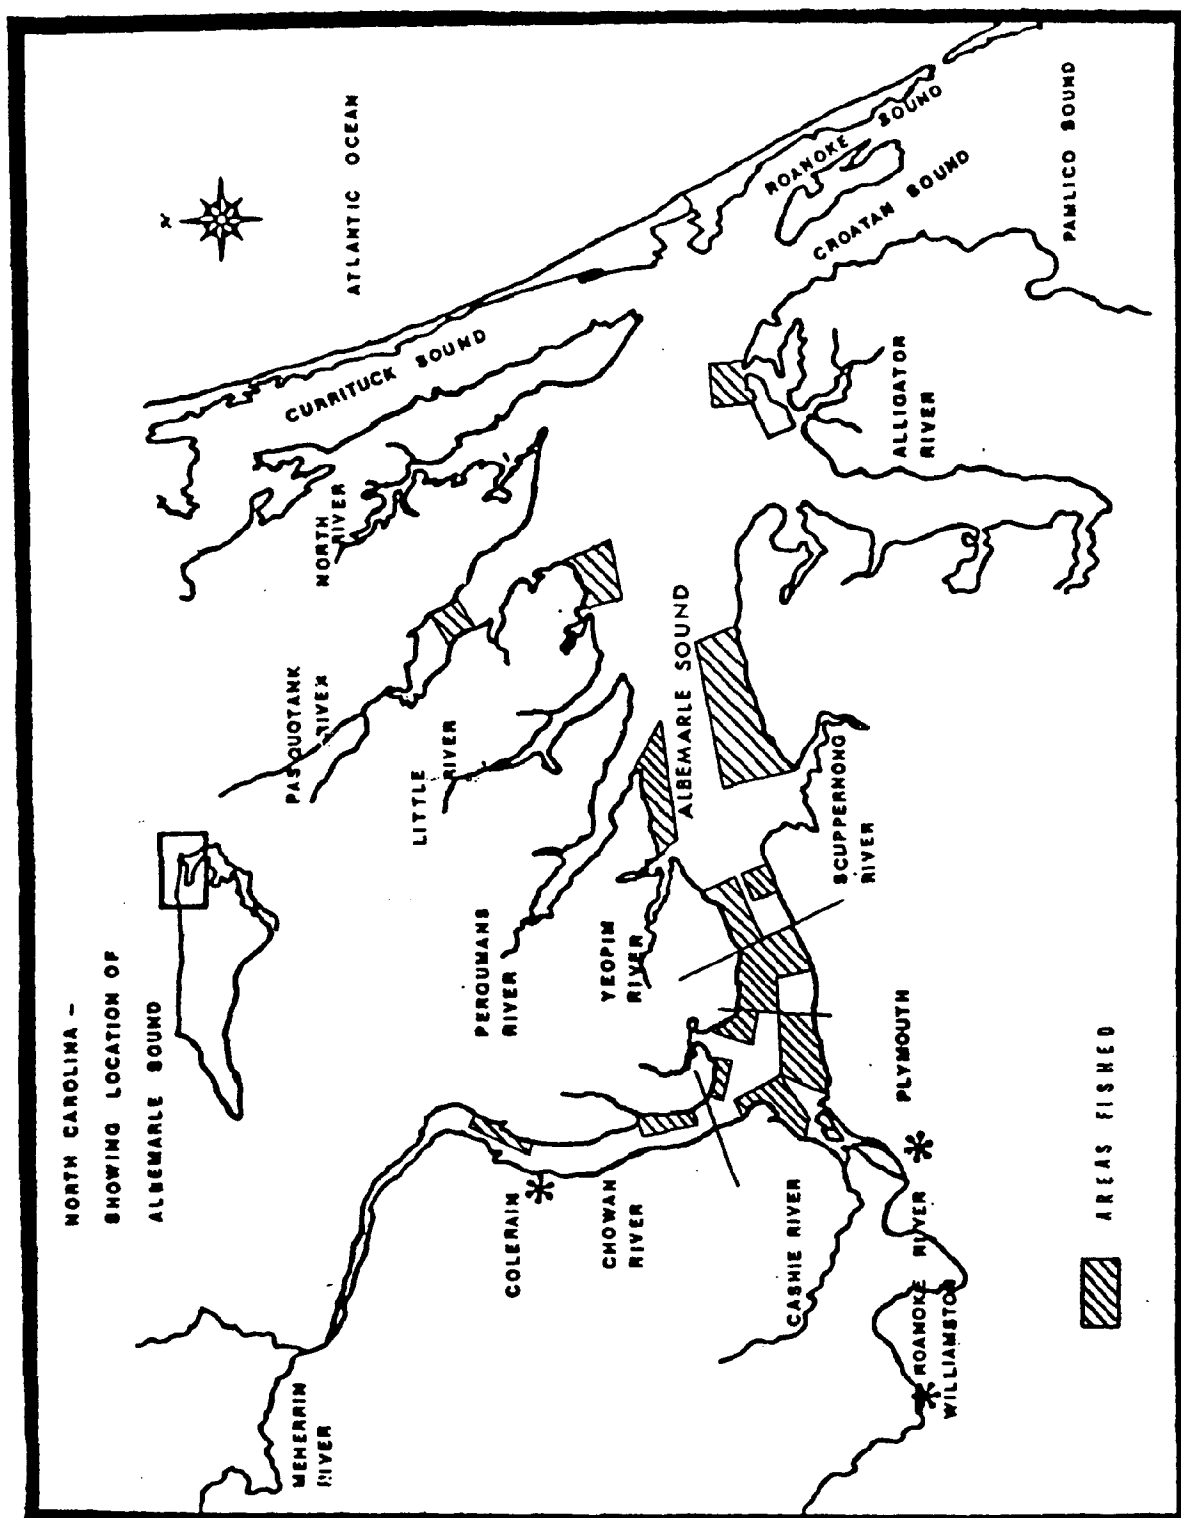 NORTH CAROLINA -
SHOWING LOCATION OF
ALBEMARLE SOUND
N
ATLANTIC OCEAN
MEHERRIN
RIVER
PASQUOTANK
RIVER
NORTH
RIVER
CURRITUCK SOUND
LITTLE
RIVER
PERQUMANS
RIVER
COLERAIN
CHOWAN
RIVER
YEOPIM
RIVER
ALBEMARLE SOUND
ROANOKE SOUND
CROATAN SOUND
PAMLICO SOUND
CASHIE RIVER
SCUPPERNONG
RIVER
ALLIGATOR
RIVER
PLYMOUTH
ROANOKE RIVER
WILLIAMSTON
AREAS FISHED